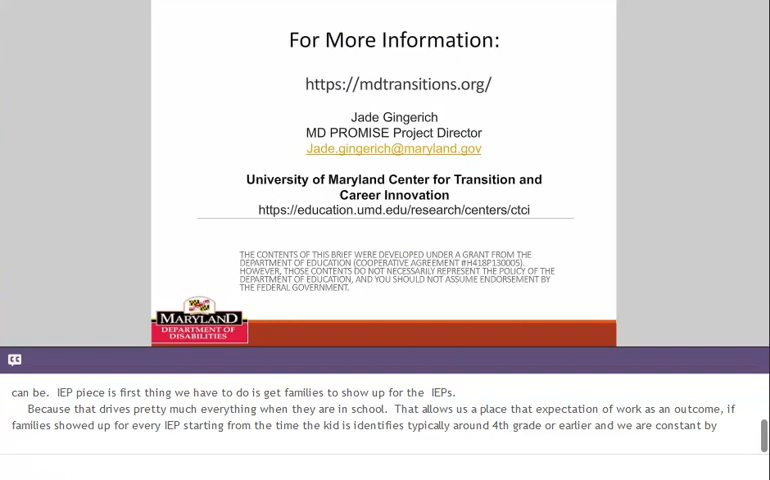 For More Information:
https://mdtransitions.org/
Jade Gingerich
MD PROMISE Project Director
Jade.gingerich@maryland.gov
University of Maryland Center for Transition and
Career Innovation
https://education.umd.edu/research/centers/ctci
THE CONTENTS OF THIS BRIEF WERE DEVELOPED UNDER A GRANT FROM THE
DEPARTMENT OF EDUCATION (COOPERATIVE AGREEMENT #H418P130005).
HOWEVER, THOSE CONTENTS DO NOT NECESSARILY REPRESENT THE POLICY OF THE
DEPARTMENT OF EDUCATION, AND YOU SHOULD NOT ASSUME ENDORSEMENT BY
THE FEDERAL GOVERNMENT.
MARYLAND
DEPARTMENT OF
DISABILITIES
CC
can be. IEP piece is first thing we have to do is get families to show up for the IEPs.
Because that drives pretty much everything when they are in school. That allows us a place that expectation of work as an outcome, if
families showed up for every IEP starting from the time the kid is identifies typically around 4th grade or earlier and we are constant by